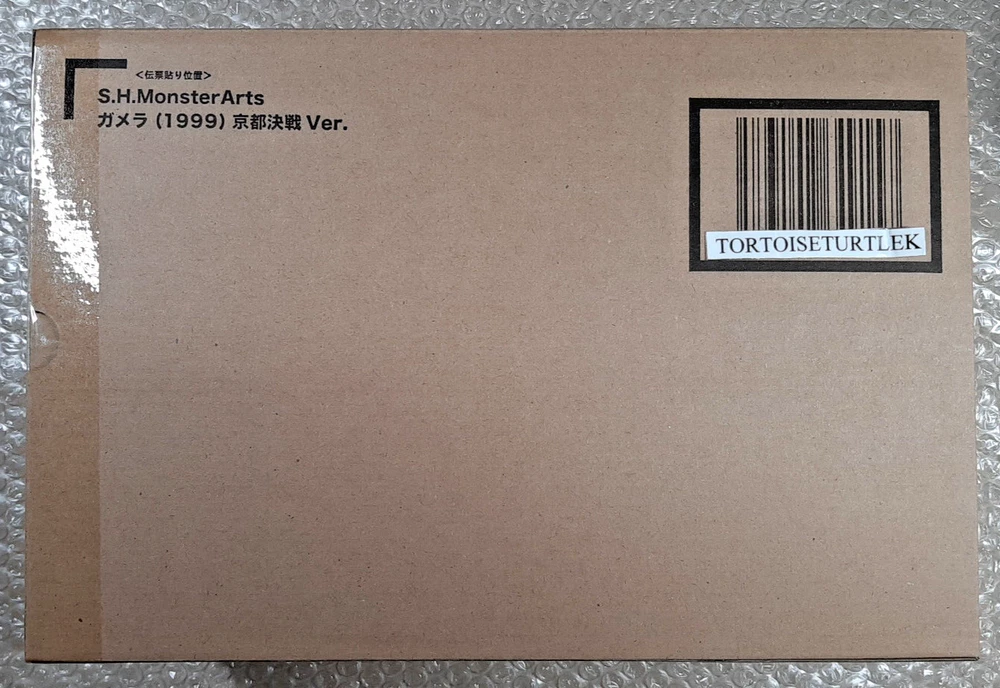 <伝票貼り位置>
S.H.MonsterArts
ガメラ (1999) 京都決戦 Ver.
TORTOISETURTLEK